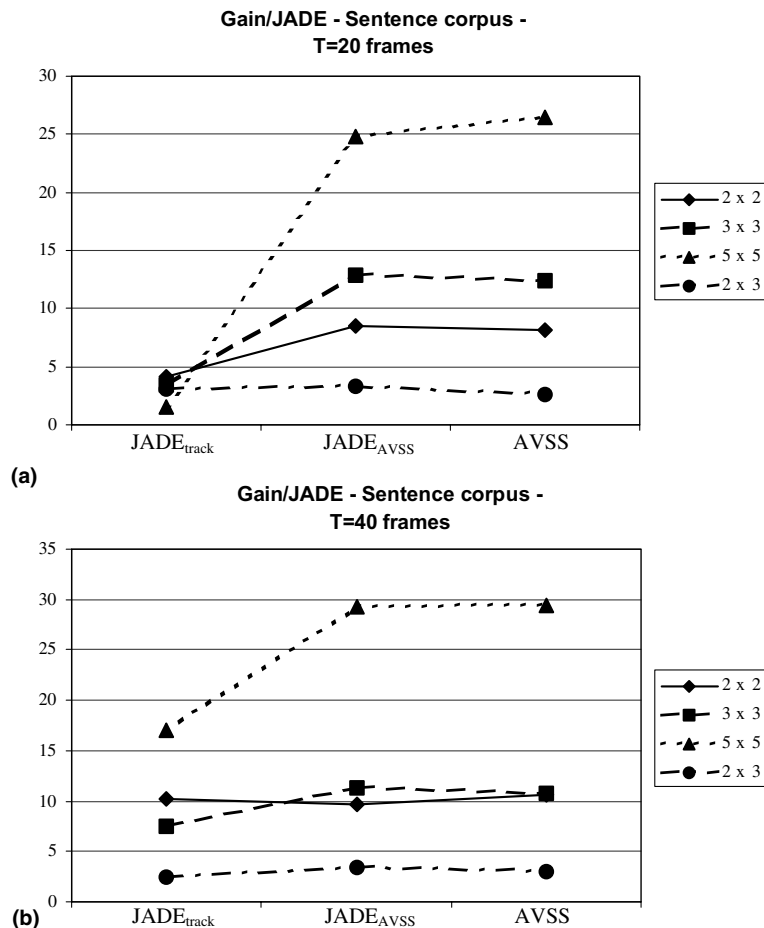 Gain/JADE - Sentence corpus -
T=20 frames
30
25
20
15
10
5
0
JADEtrack
JADEAVSS
AVSS
2 x 2
3 x 3
5 x 5
2 x 3
(a)
Gain/JADE - Sentence corpus -
T=40 frames
35
30
25
20
15
10
5
0
JADEtrack
JADEAVSS
AVSS
2 x 2
3 x 3
5 x 5
2 x 3
(b)